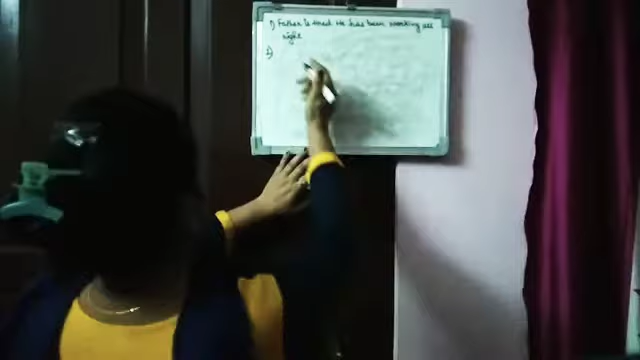 1) Father is tired He has been working all
night
2)